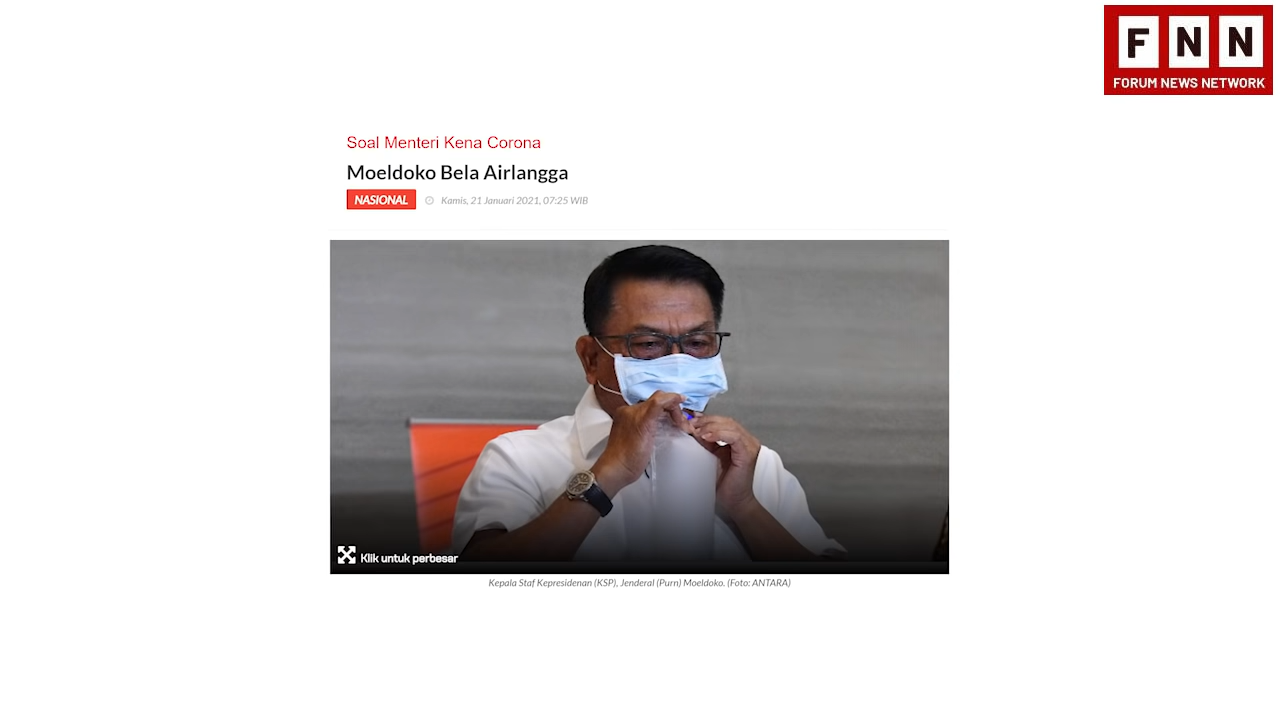 F N N
FORUM NEWS NETWORK
Soal Menteri Kena Corona
Moeldoko Bela Airlangga
NASIONAL Kamis, 21 Januari 2021, 07:25 WIB
Klik untuk perbesar
Kepala Staf Kepresidenan (KSP), Jenderal (Purn) Moeldoko. (Foto: ANTARA)